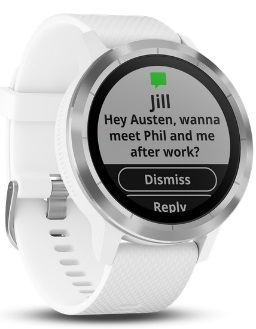 Jill
Hey Austen, wanna
meet Phil and me
after work?
Dismiss
Reply